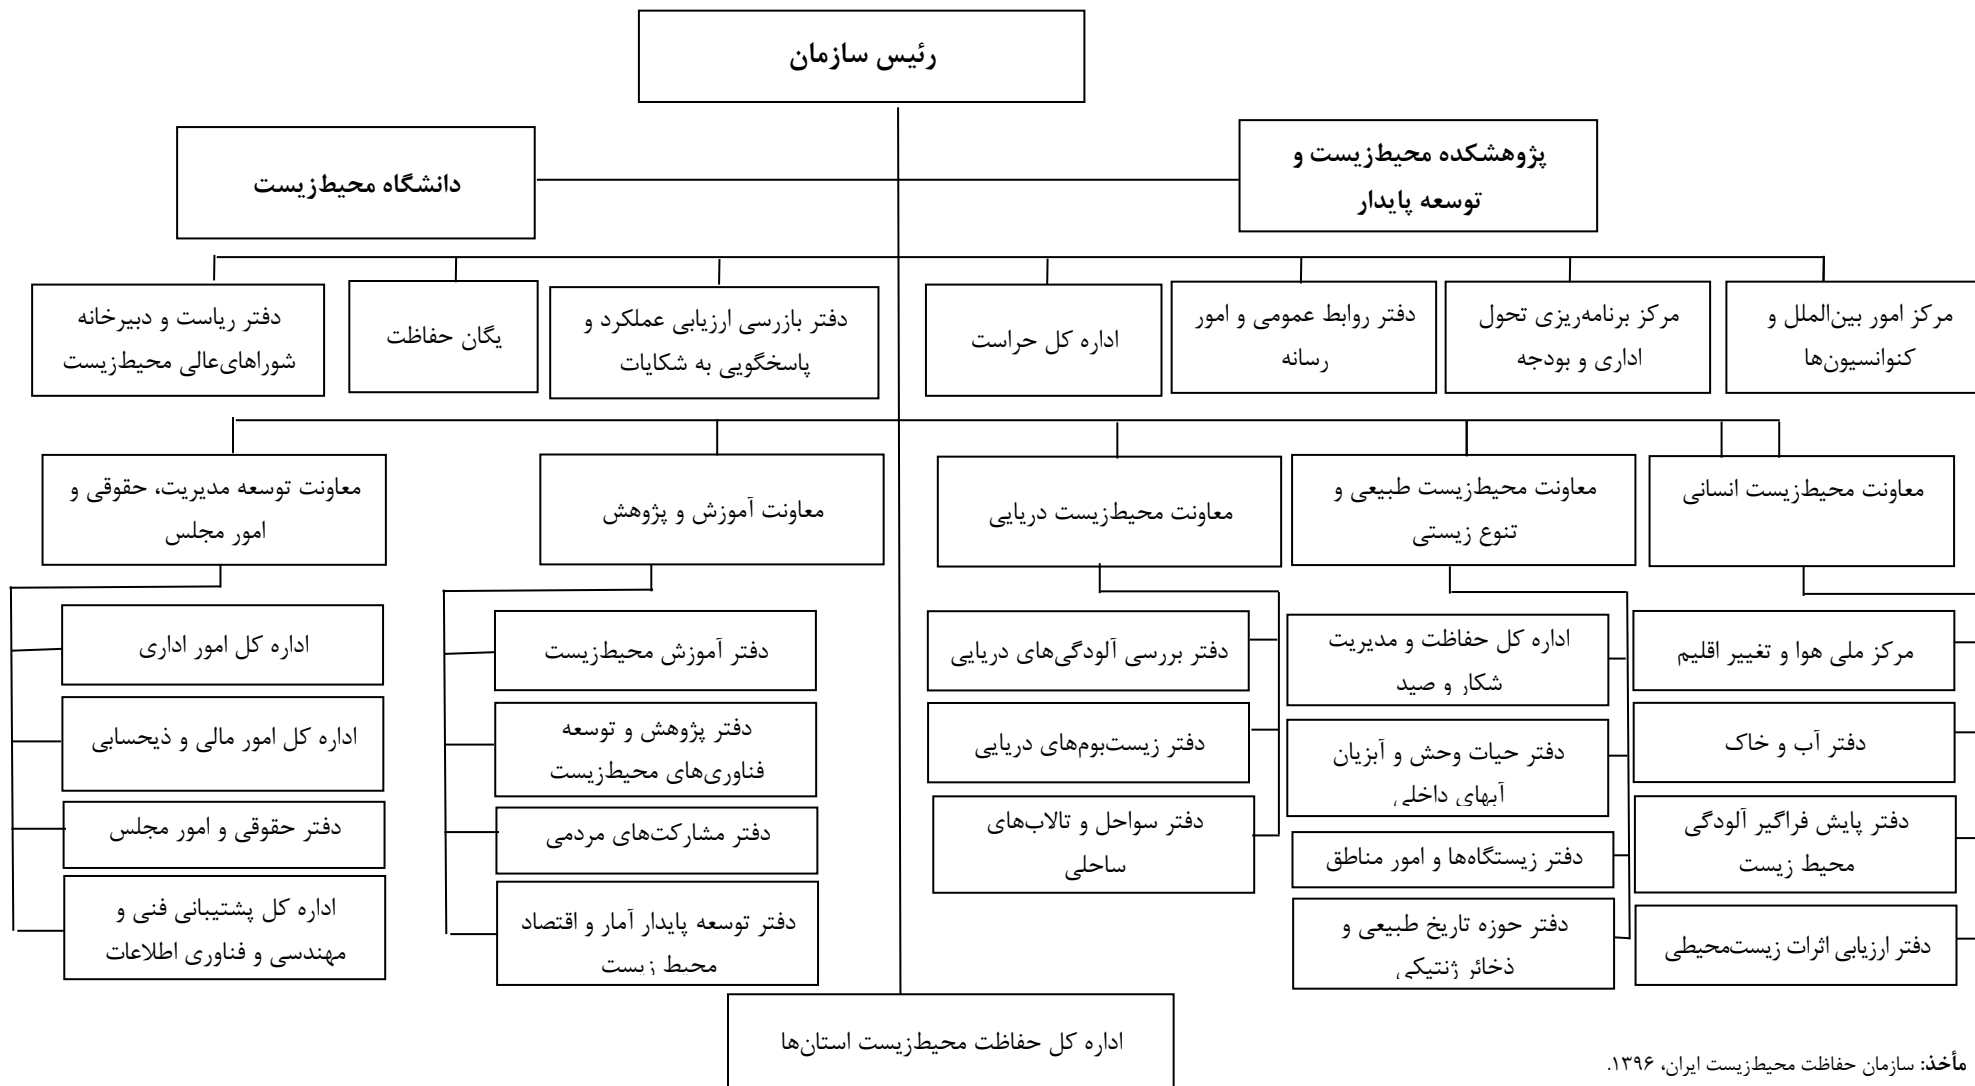 رئیس سازمان
پژوهشکده محیط‌زیست و
توسعه پایدار
دانشگاه محیط‌زیست
مرکز امور بین‌الملل و
کنوانسیون‌ها
مرکز برنامه‌ریزی تحول
اداری و بودجه
دفتر روابط عمومی و امور
رسانه
اداره کل حراست
دفتر بازرسی ارزیابی عملکرد و
پاسخگویی به شکایات
یگان حفاظت
دفتر ریاست و دبیرخانه
شوراهای‌عالی محیط‌زیست
معاونت محیط‌زیست انسانی
معاونت محیط‌زیست طبیعی و
تنوع زیستی
معاونت محیط‌زیست دریایی
معاونت آموزش و پژوهش
معاونت توسعه مدیریت، حقوقی و
امور مجلس
مرکز ملی هوا و تغییر اقلیم
دفتر آب و خاک
دفتر پایش فراگیر آلودگی
محیط زیست
دفتر ارزیابی اثرات زیست‌محیطی
اداره کل حفاظت و مدیریت
شکار و صید
دفتر حیات وحش و آبزیان
آبهای داخلی
دفتر زیستگاه‌ها و امور مناطق
دفتر حوزه تاریخ طبیعی و
ذخائر ژنتیکی
دفتر بررسی آلودگی‌های دریایی
دفتر زیست‌بوم‌های دریایی
دفتر سواحل و تالاب‌های
ساحلی
دفتر آموزش محیط‌زیست
دفتر پژوهش و توسعه
فناوری‌های محیط‌زیست
دفتر مشارکت‌های مردمی
دفتر توسعه پایدار آمار و اقتصاد
محیط زیست
اداره کل امور اداری
اداره کل امور مالی و ذیحسابی
دفتر حقوقی و امور مجلس
اداره کل پشتیبانی فنی و
مهندسی و فناوری اطلاعات
اداره کل حفاظت محیط‌زیست استان‌ها
مأخذ: سازمان حفاظت محیط‌زیست ایران، ۱۳۹۶.